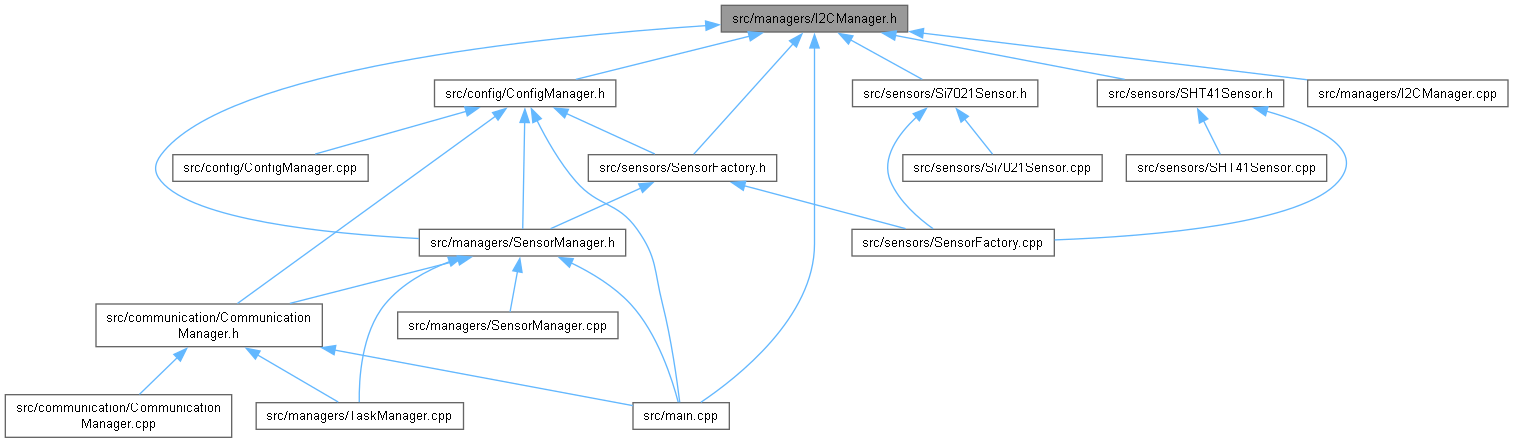 src/managers/I2CManager.h
src/config/ConfigManager.h
src/sensors/Si7021Sensor.h
src/sensors/SHT41Sensor.h
src/managers/I2CManager.cpp
src/config/ConfigManager.cpp
src/sensors/SensorFactory.h
src/sensors/Si7021Sensor.cpp
src/sensors/SHT41Sensor.cpp
src/managers/SensorManager.h
src/sensors/SensorFactory.cpp
src/communication/Communication
Manager.h
src/managers/SensorManager.cpp
src/communication/Communication
Manager.cpp
src/managers/TaskManager.cpp
src/main.cpp